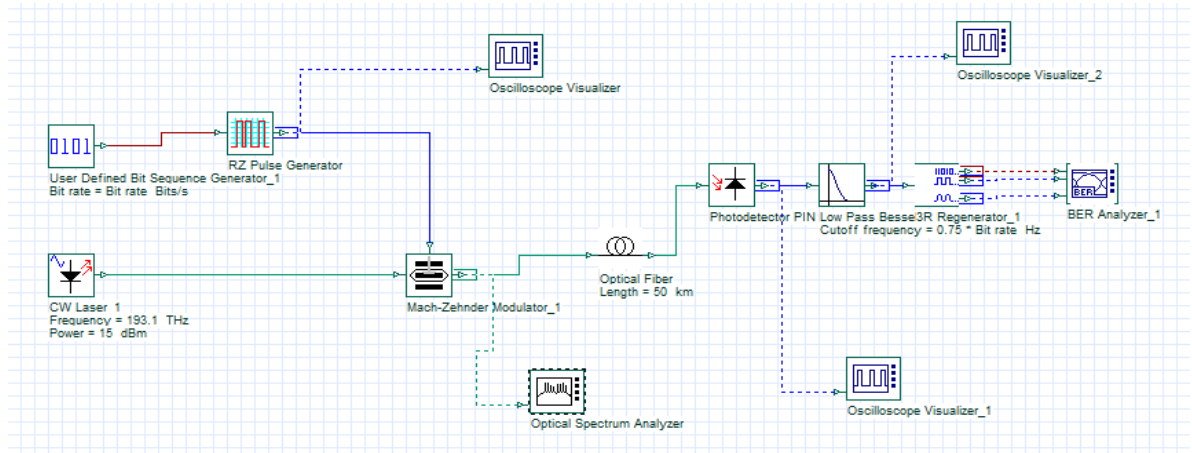 Oscilloscope Visualizer_2
Oscilloscope Visualizer
0101
RZ Pulse Generator
User Defined Bit Sequence Generator_1
Bit rate = Bit rate  Bits/s
Photodetector PIN Low Pass Besse3R Regenerator_1
Cutoff frequency = 0.75 * Bit rate  Hz
BER
BER Analyzer_1
Optical Fiber
Length = 50  km
CW Laser 1
Frequency = 193.1  THz
Power = 15  dBm
Mach-Zehnder Modulator_1
Oscilloscope Visualizer_1
Optical Spectrum Analyzer